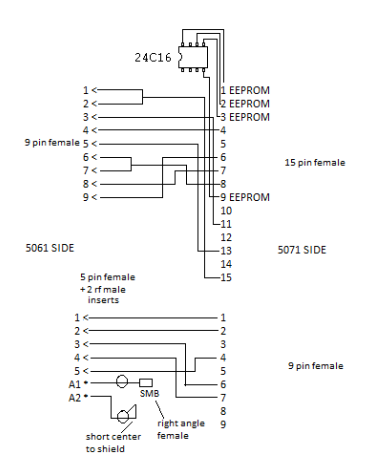 24C16
1 <
1 EEPROM
2 <
2 EEPROM
3 <
3 EEPROM
4 <
4
9 pin female
5 <
5
6 <
6
15 pin female
7 <
7
8 <
8
9 <
9 EEPROM
10
11
12
5061 SIDE
13
5071 SIDE
14
15
5 pin female
+ 2 rf male
inserts
1 <
1
2 <
2
3 <
3
4 <
4
9 pin female
5 <
5
A1 *
6
SMB
A2 *
7
8
right angle
female
9
short center
to shield